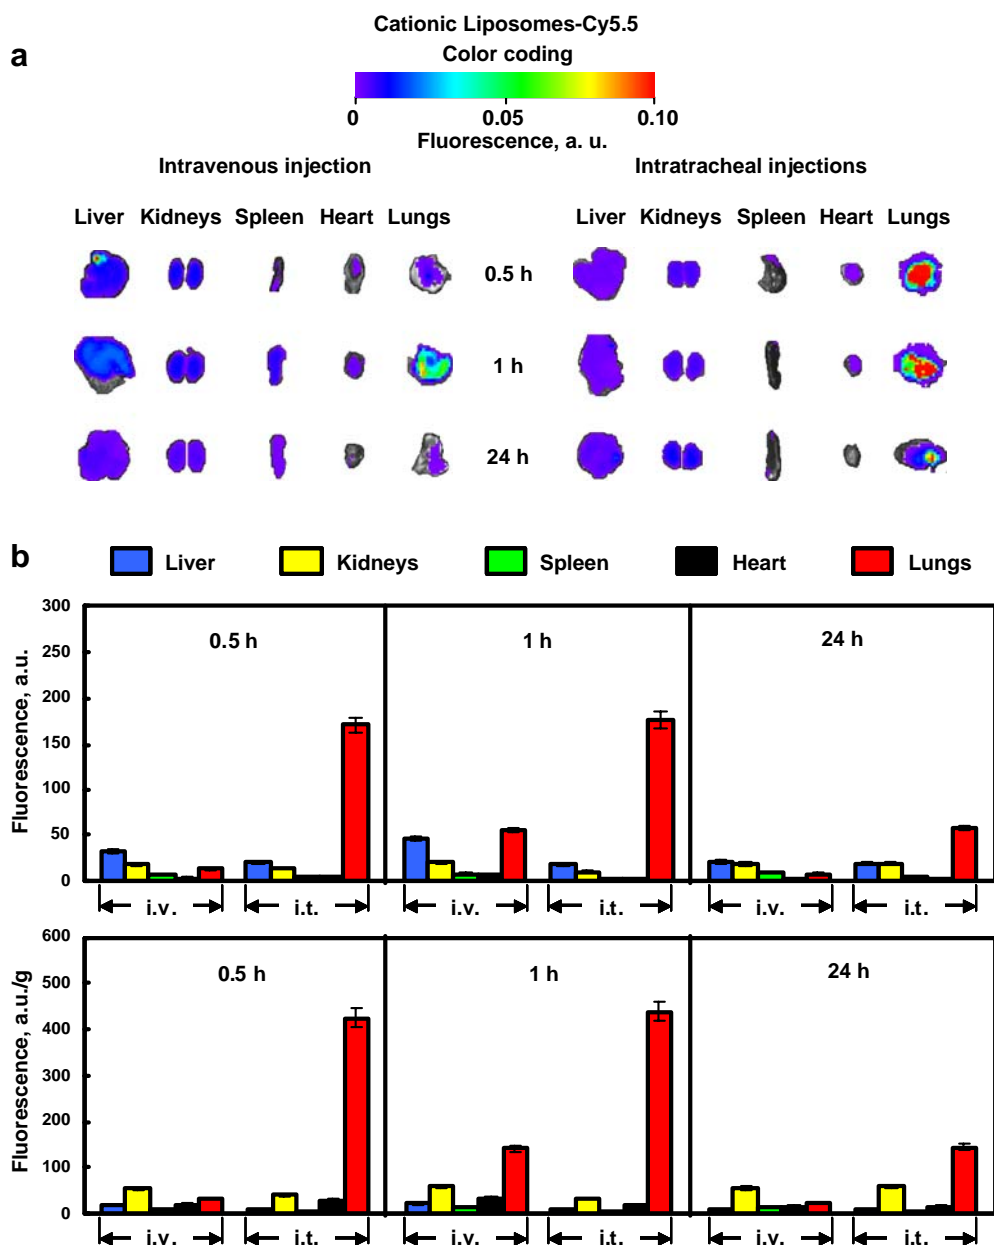 Cationic Liposomes-Cy5.5
a
Color coding
0 0.05 0.10
Fluorescence, a. u.
Intravenous injection Intratracheal injections
Liver Kidneys Spleen Heart Lungs Liver Kidneys Spleen Heart Lungs
0.5 h
1 h
24 h
b
Liver Kidneys Spleen Heart Lungs
Fluorescence, a.u.
300
250
200
150
100
50
0
0.5 h 1 h 24 h
i.v. i.t. i.v. i.t. i.v. i.t.
Fluorescence, a.u./g
600
500
400
300
200
100
0
0.5 h 1 h 24 h
i.v. i.t. i.v. i.t. i.v. i.t.